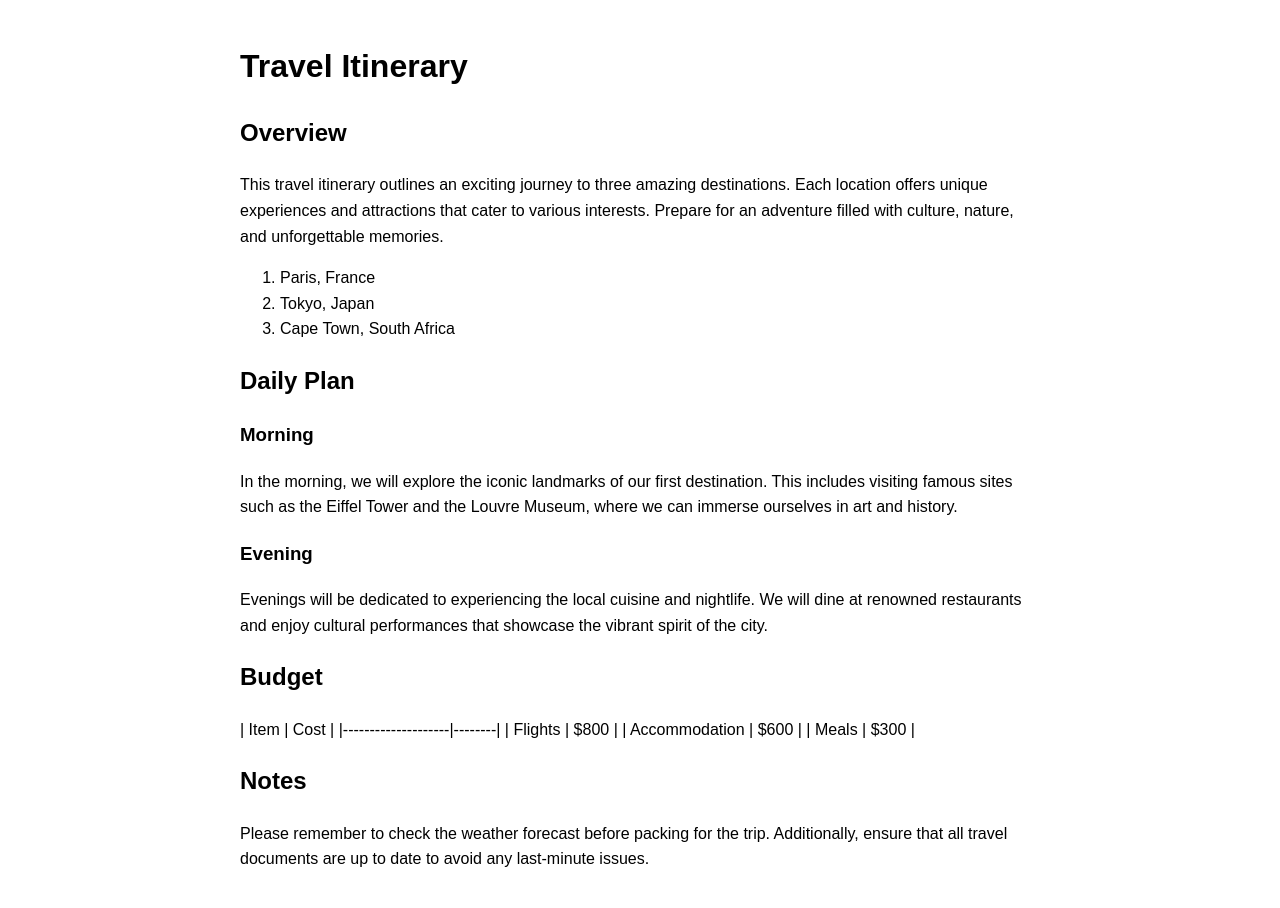 Travel Itinerary
Overview
This travel itinerary outlines an exciting journey to three amazing destinations. Each location offers unique
experiences and attractions that cater to various interests. Prepare for an adventure filled with culture, nature,
and unforgettable memories.
1. Paris, France
2. Tokyo, Japan
3. Cape Town, South Africa
Daily Plan
Morning
In the morning, we will explore the iconic landmarks of our first destination. This includes visiting famous sites
such as the Eiffel Tower and the Louvre Museum, where we can immerse ourselves in art and history.
Evening
Evenings will be dedicated to experiencing the local cuisine and nightlife. We will dine at renowned restaurants
and enjoy cultural performances that showcase the vibrant spirit of the city.
Budget
| Item | Cost | |--------------------|--------| | Flights | $800 | | Accommodation | $600 | | Meals | $300 |
Notes
Please remember to check the weather forecast before packing for the trip. Additionally, ensure that all travel
documents are up to date to avoid any last-minute issues.